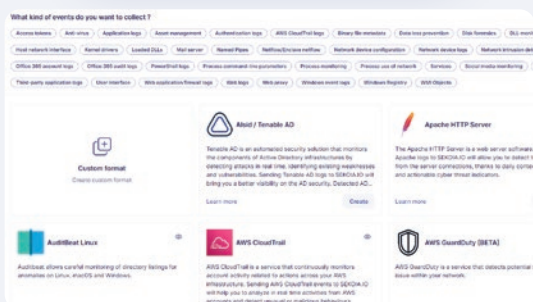 What kind of events do you want to collect ?
Access tokens Anti-virus Application logs Asset management Authentication logs AWS CloudTrail logs Binary file metadata Data loss prevention Disk forensics DLL monit
Host network interface Kernel drivers Loaded DLLs Mail server Named Pipes Netflow/Enclave netflow Network device configuration Network device logs Network intrusion det
Office 365 account logs Office 365 audit logs PowerShell logs Process command-line parameters Process monitoring Process use of network Services Social media monitoring
Third-party application logs User interface Web application firewall logs Web logs Web proxy Windows event logs Windows Registry WMI Objects
Custom format
Create custom format
Alsid / Tenable AD
Tenable AD is an automated security solution that monitors
the components of Active Directory infrastructures by
detecting attacks in real time, identifying existing weaknesses
and vulnerabilities. Sending Tenable AD logs to SEKOIA.IO will
bring you a better visibility on the AD security. Detected AD...
Learn more Create
Apache HTTP Server
The Apache HTTP Server is a web server software.
Apache logs to SEKOIA.IO will allow you to detect t
from the server connections, thanks to daily conte
and actionable cyber threat indicators.
Learn more
AuditBeat Linux
Auditbeat allows careful monitoring of directory listings for
anomalies on Linux, macOS and Windows.
AWS CloudTrail
AWS CloudTrail is a service that continuously monitors
account activity related to actions across your AWS
infrastructure. Sending AWS CloudTrail events to SEKOIA.IO
will help you to analyze in real time activities from AWS
accounts and detect unusual or malicious behaviours.
AWS GuardDuty [BETA]
AWS GuardDuty is a service that detects potential
issue within your network.